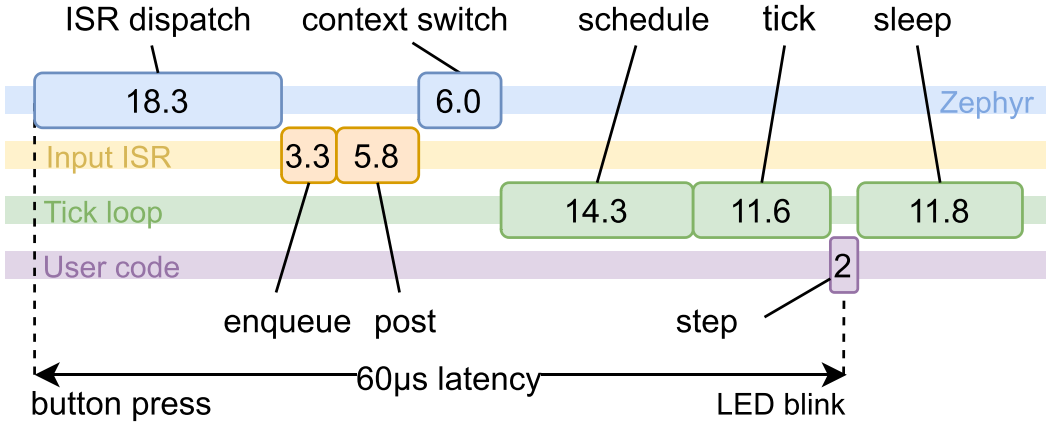 ISR dispatch
context switch
schedule
tick
sleep
18.3
6.0
Zephyr
Input ISR
3.3
5.8
Tick loop
14.3
11.6
11.8
User code
2
enqueue
post
step
60µs latency
button press
LED blink